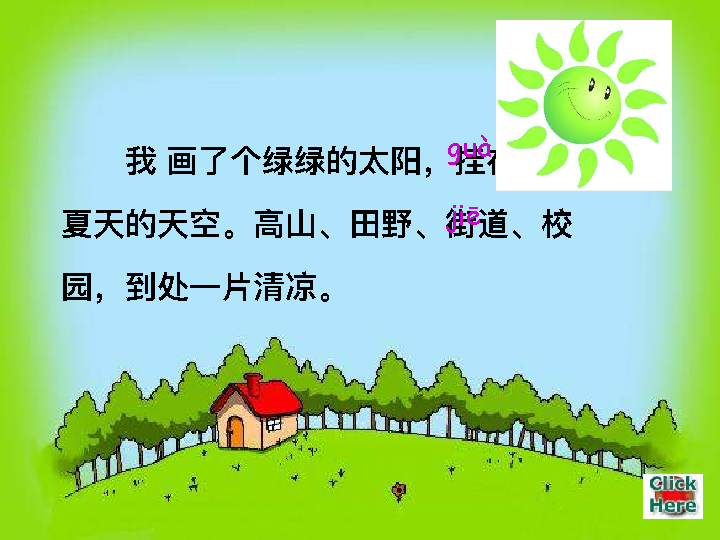 guà
我 画了个绿绿的太阳，挂在
jiē
夏天的天空。高山、田野、街道、校
园，到处一片清凉。
Click
Here